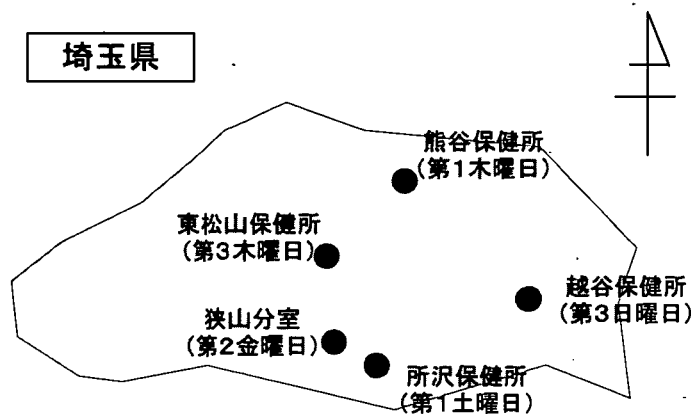 埼玉県
熊谷保健所
(第1木曜日)
東松山保健所
(第3木曜日)
越谷保健所
(第3日曜日)
狭山分室
(第2金曜日)
所沢保健所
(第1土曜日)